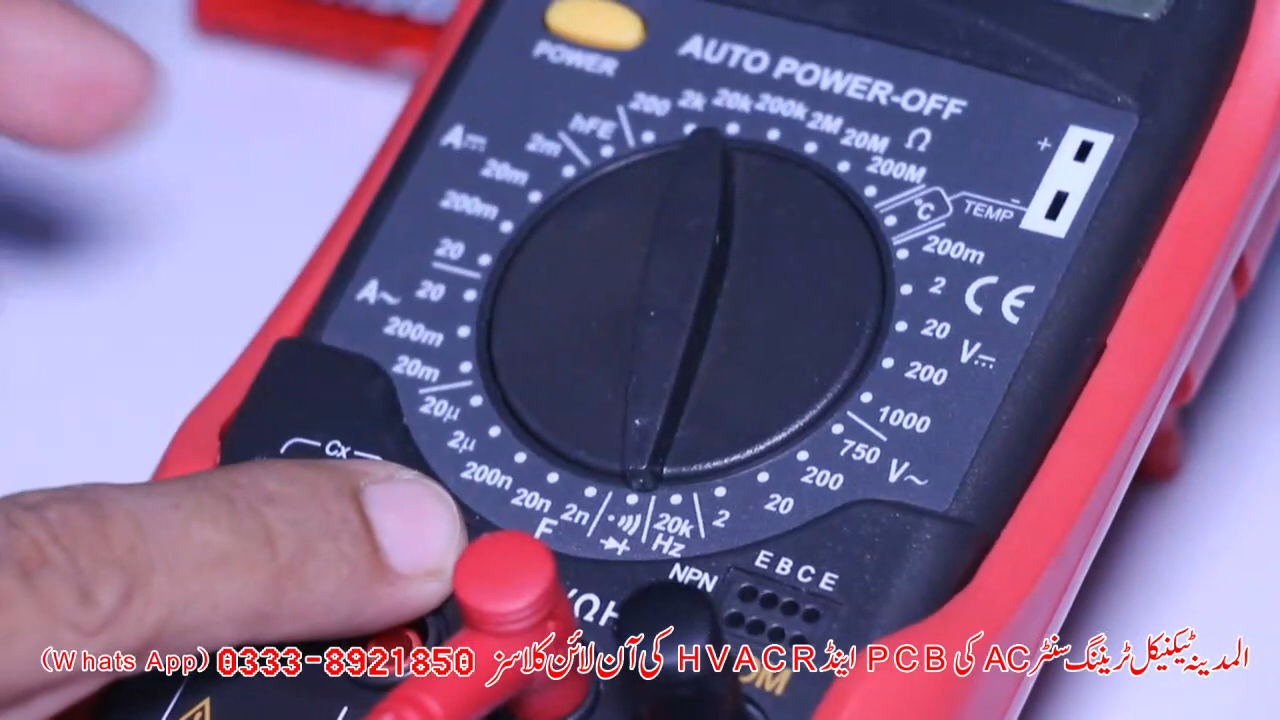 POWER
AUTO POWER-OFF
200 2k 20k 200k 2M 20M 200M Ω
hFE
A⎓ 2m 20m 200m 20
A~ 20 200m 20m
20µ 2µ 200n 20n 2n F
Cx
20k Hz
°C TEMP
+ -
200m 2 20 200 1000 V⎓
CE
750 200 20 2 V~
NPN E B C E
(Whats App) 0333-8921850 المدینہ ٹیکنیکل ٹریننگ سنٹر AC کی PCB اینڈ HVACR کی آن لائن کلاسز